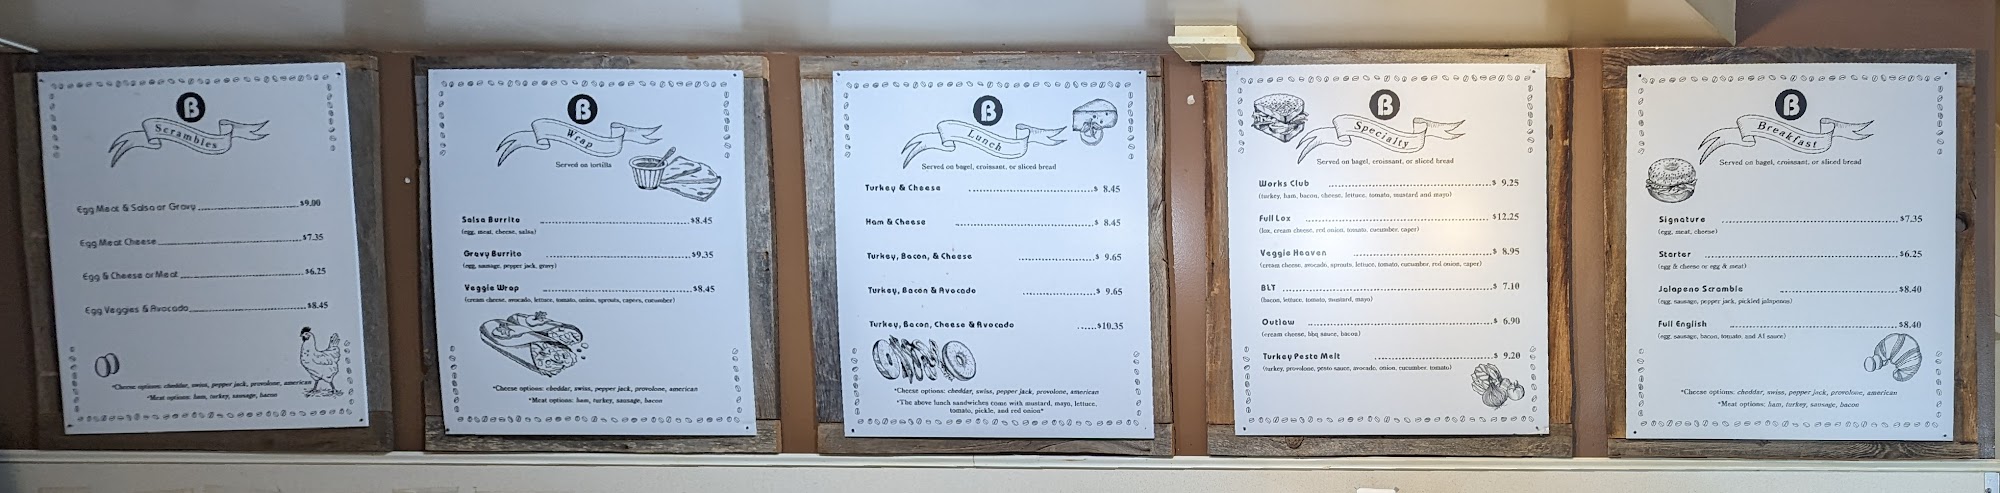 ß
Scrambles
Egg Meat & Salsa or Gravy $9.00
Egg Meat Cheese $7.35
Egg & Cheese or Meat $6.25
Egg Veggies & Avocado $8.45
*Cheese options: cheddar, swiss, pepper jack, provolone, american
*Meat options: ham, turkey, sausage, bacon
ß
Wrap
Served on tortilla
Salsa Burrito $8.45
(egg, meat, cheese, salsa)
Gravy Burrito $9.35
(egg, sausage, pepper jack, gravy)
Veggie Wrap $8.45
(cream cheese, avocado, lettuce, tomato, onion, sprouts, capers, cucumber)
*Cheese options: cheddar, swiss, pepper jack, provolone, american
*Meat options: ham, turkey, sausage, bacon
ß
Lunch
Served on bagel, croissant, or sliced bread
Turkey & Cheese $ 8.45
Ham & Cheese $ 8.45
Turkey, Bacon, & Cheese $ 9.65
Turkey, Bacon & Avocado $ 9.65
Turkey, Bacon, Cheese & Avocado $10.35
*Cheese options: cheddar, swiss, pepper jack, provolone, american
*The above lunch sandwiches come with mustard, mayo, lettuce,
tomato, pickle, and red onion*
ß
Specialty
Served on bagel, croissant, or sliced bread
Works Club $ 9.25
(turkey, ham, bacon, cheese, lettuce, tomato, mustard and mayo)
Full Lox $12.25
(lox, cream cheese, red onion, tomato, cucumber, caper)
Veggie Heaven $ 8.95
(cream cheese, avocado, sprouts, lettuce, tomato, cucumber, red onion, caper)
BLT $ 7.10
(bacon, lettuce, tomato, mustard, mayo)
Outlaw $ 6.90
(cream cheese, bbq sauce, bacon)
Turkey Pesto Melt $ 9.20
(turkey, provolone, pesto sauce, avocado, onion, cucumber, tomato)
ß
Breakfast
Served on bagel, croissant, or sliced bread
Signature $7.35
(egg, meat, cheese)
Starter $6.25
(egg & cheese or egg & meat)
Jalapeno Scramble $8.40
(egg, sausage, pepper jack, pickled jalapenos)
Full English $8.40
(egg, sausage, bacon, tomato, and A1 sauce)
*Cheese options: cheddar, swiss, pepper jack, provolone, american
*Meat options: ham, turkey, sausage, bacon